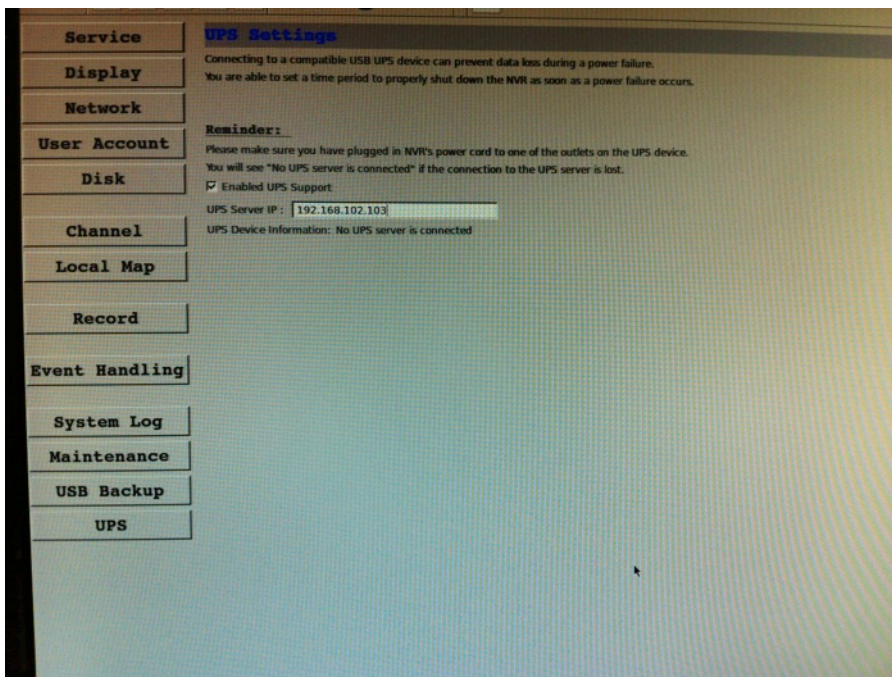 Service
Display
Network
User Account
Disk
Channel
Local Map
Record
Event Handling
System Log
Maintenance
USB Backup
UPS
UPS Settings
Connecting to a compatible USB UPS device can prevent data loss during a power failure.
You are able to set a time period to properly shut down the NVR as soon as a power failure occurs.
Reminder:
Please make sure you have plugged in NVR's power cord to one of the outlets on the UPS device.
You will see "No UPS server is connected" if the connection to the UPS server is lost.
Enabled UPS Support
UPS Server IP : 192.168.102.103
UPS Device Information: No UPS server is connected